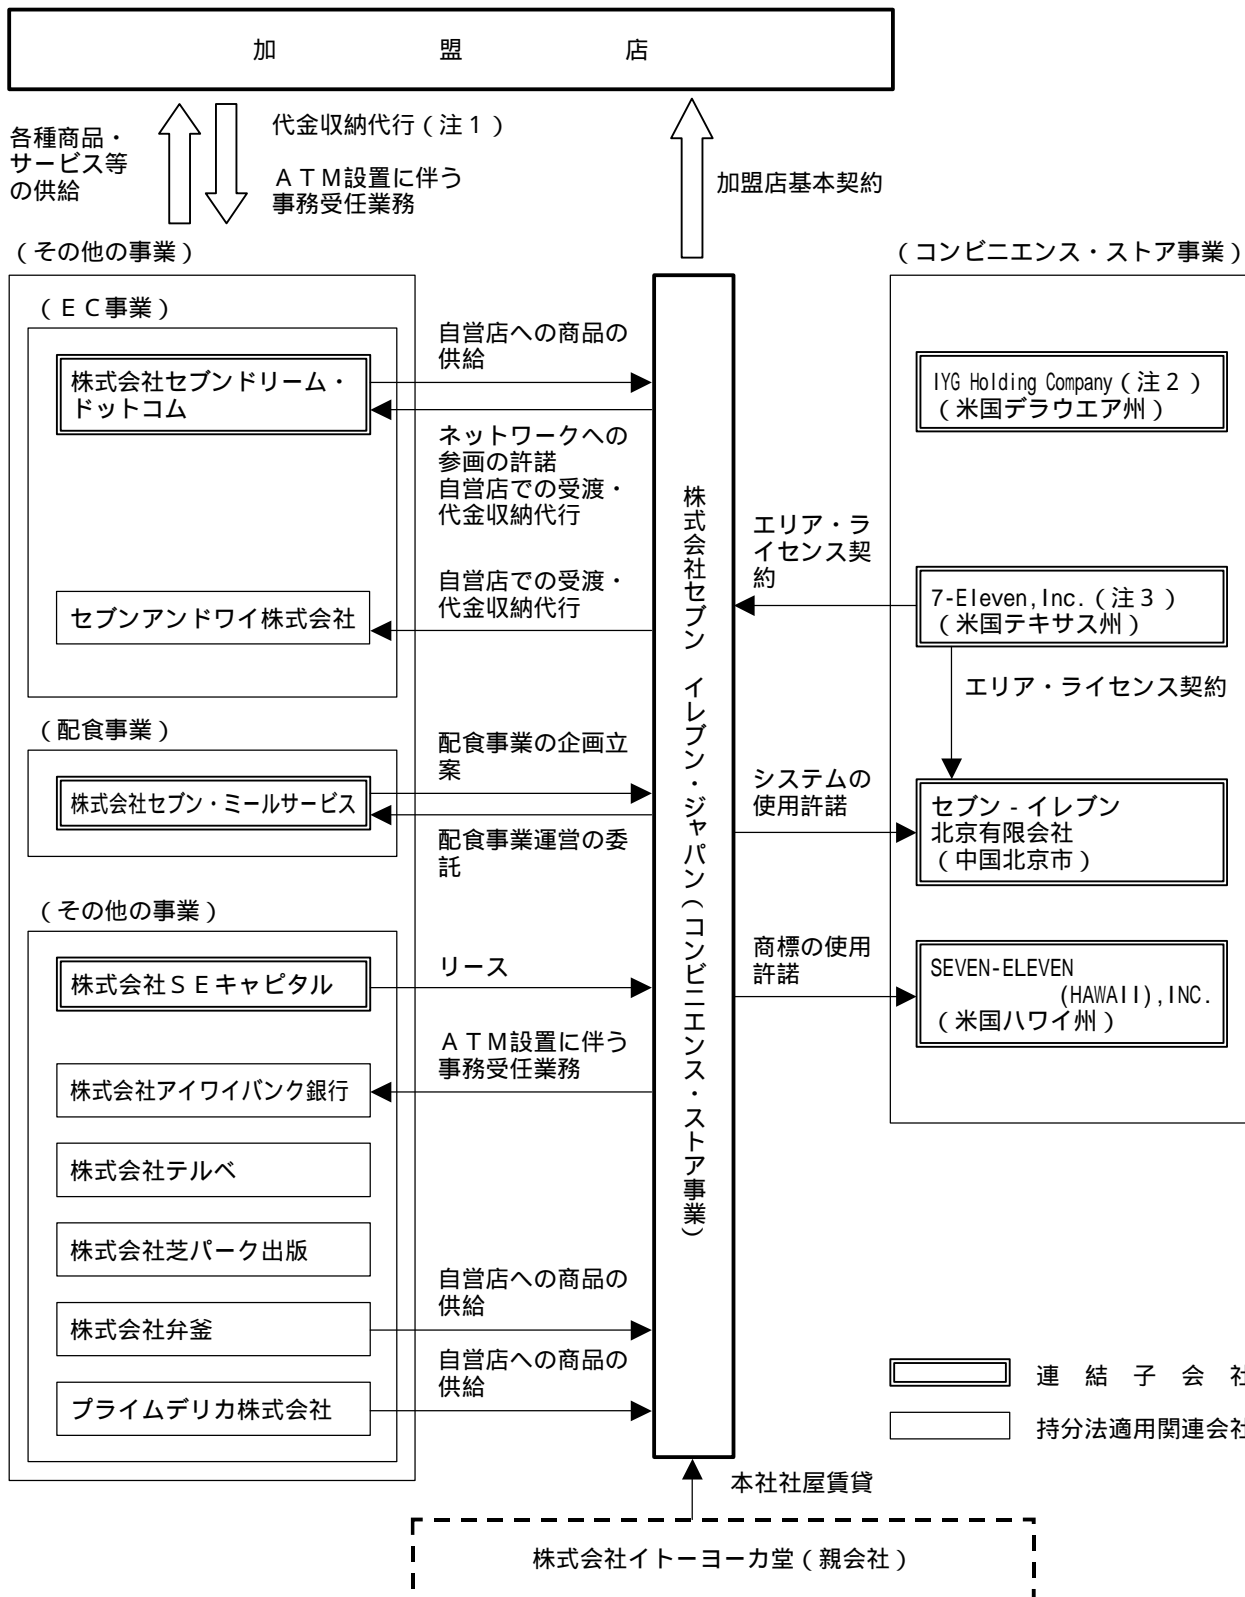 加盟店
各種商品・
サービス等
の供給
代金収納代行（注１）
ＡＴＭ設置に伴う
事務受任業務
加盟店基本契約
（その他の事業）
（ＥＣ事業）
株式会社セブンドリーム・
ドットコム
セブンアンドワイ株式会社
（配食事業）
株式会社セブン・ミールサービス
（その他の事業）
株式会社ＳＥキャピタル
株式会社アイワイバンク銀行
株式会社テルベ
株式会社芝パーク出版
株式会社弁釜
プライムデリカ株式会社
自営店への商品の
供給
ネットワークへの
参画の許諾
自営店での受渡・
代金収納代行
自営店での受渡・
代金収納代行
配食事業の企画立
案
配食事業運営の委
託
リース
ＡＴＭ設置に伴う
事務受任業務
自営店への商品の
供給
自営店への商品の
供給
株式会社セブン イレブン・ジャパン（コンビニエンス・ストア事業）
エリア・ラ
イセンス契
約
システムの
使用許諾
商標の使用
許諾
（コンビニエンス・ストア事業）
IYG Holding Company（注２）
（米国デラウエア州）
7-Eleven,Inc.（注３）
（米国テキサス州）
エリア・ライセンス契約
セブン‐イレブン
北京有限会社
（中国北京市）
SEVEN-ELEVEN
(HAWAII),INC.
（米国ハワイ州）
連結子会社
持分法適用関連会社
本社社屋賃貸
株式会社イトーヨーカ堂（親会社）